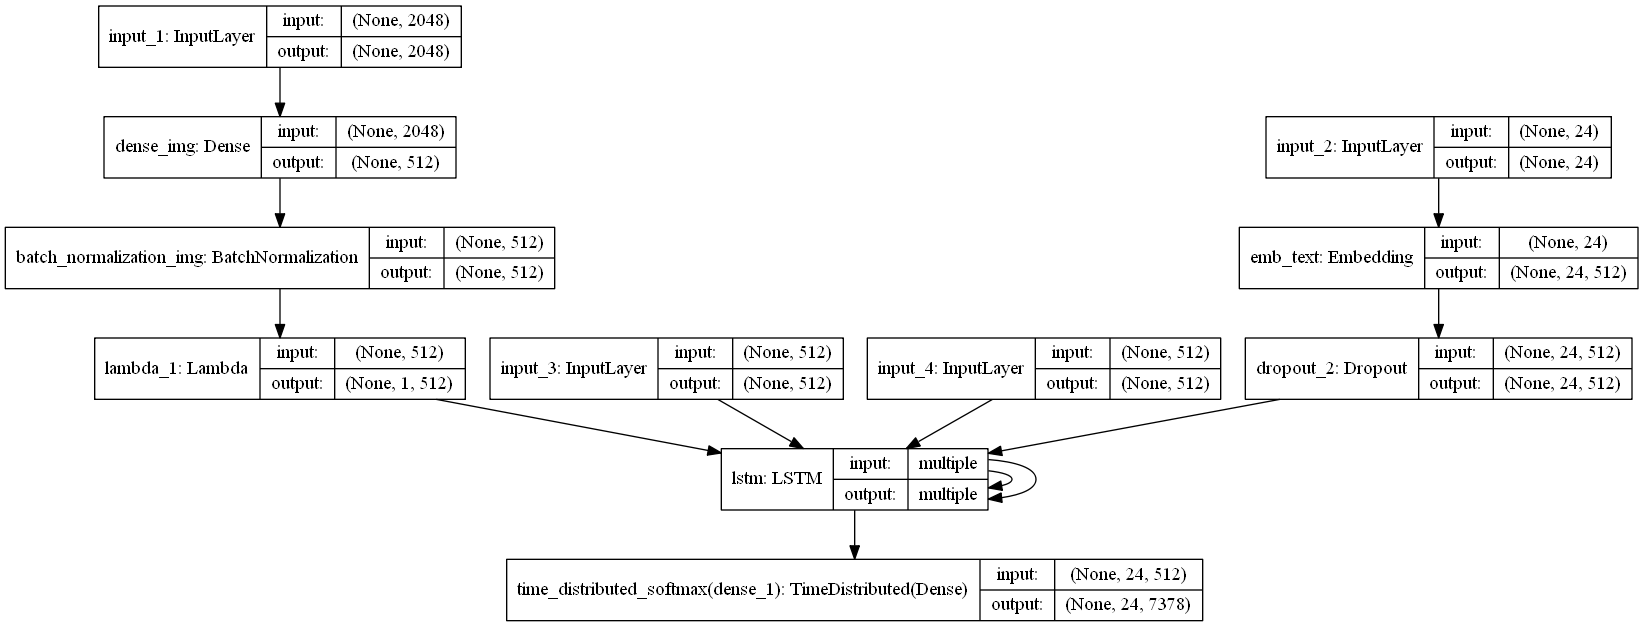 input_1: InputLayer
input: (None, 2048)
output: (None, 2048)
dense_img: Dense
input: (None, 2048)
output: (None, 512)
input_2: InputLayer
input: (None, 24)
output: (None, 24)
batch_normalization_img: BatchNormalization
input: (None, 512)
output: (None, 512)
emb_text: Embedding
input: (None, 24)
output: (None, 24, 512)
lambda_1: Lambda
input: (None, 512)
output: (None, 1, 512)
input_3: InputLayer
input: (None, 512)
output: (None, 512)
input_4: InputLayer
input: (None, 512)
output: (None, 512)
dropout_2: Dropout
input: (None, 24, 512)
output: (None, 24, 512)
lstm: LSTM
input: multiple
output: multiple
time_distributed_softmax(dense_1): TimeDistributed(Dense)
input: (None, 24, 512)
output: (None, 24, 7378)